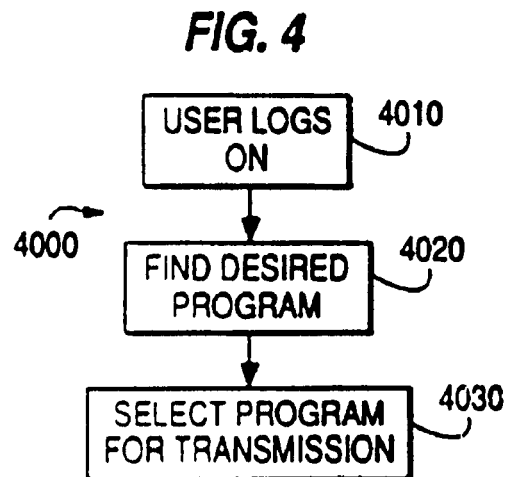 FIG. 4
USER LOGS
ON
4010
4000
FIND DESIRED
PROGRAM
4020
SELECT PROGRAM
FOR TRANSMISSION
4030